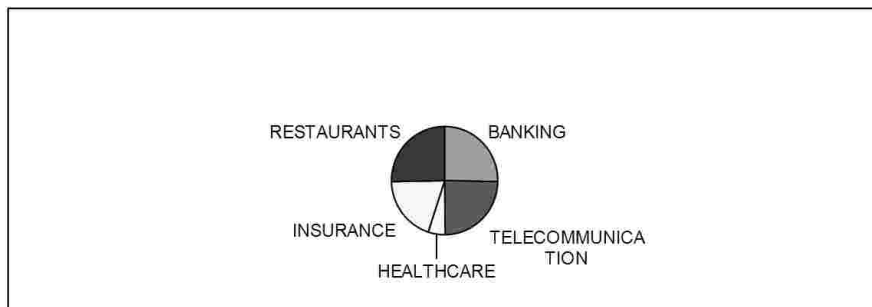 RESTAURANTS
BANKING
INSURANCE
TELECOMMUNICA
TION
HEALTHCARE